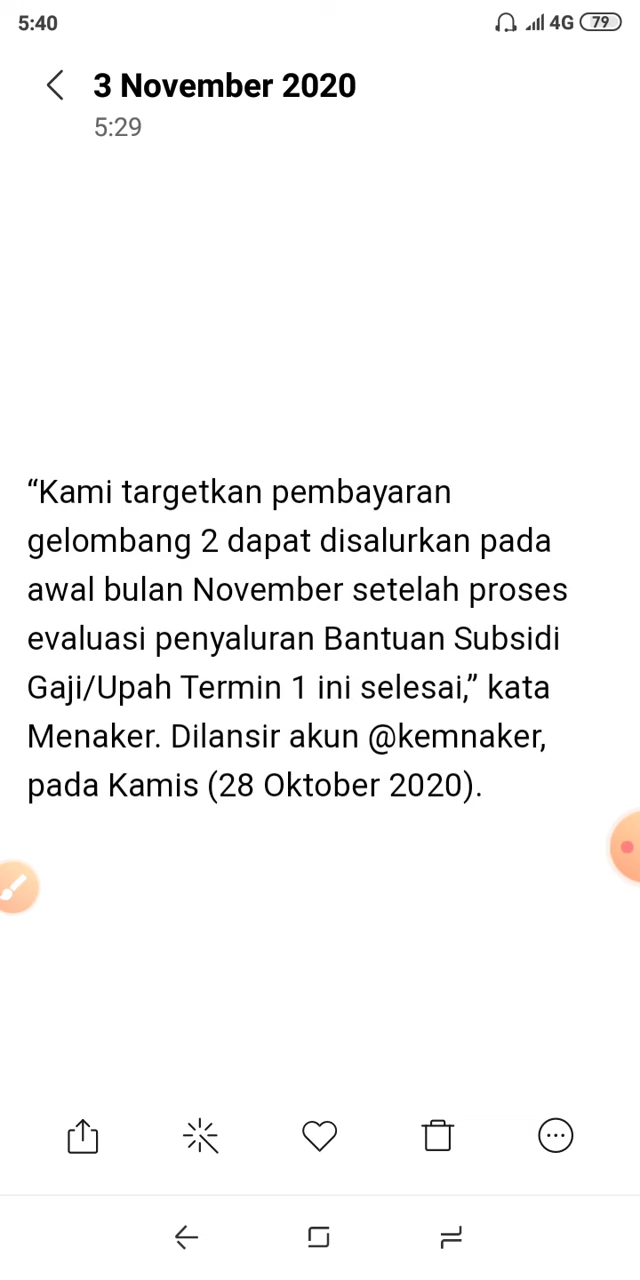 5:40
4G 79
3 November 2020
5:29
“Kami targetkan pembayaran
gelombang 2 dapat disalurkan pada
awal bulan November setelah proses
evaluasi penyaluran Bantuan Subsidi
Gaji/Upah Termin 1 ini selesai,” kata
Menaker. Dilansir akun @kemnaker,
pada Kamis (28 Oktober 2020).